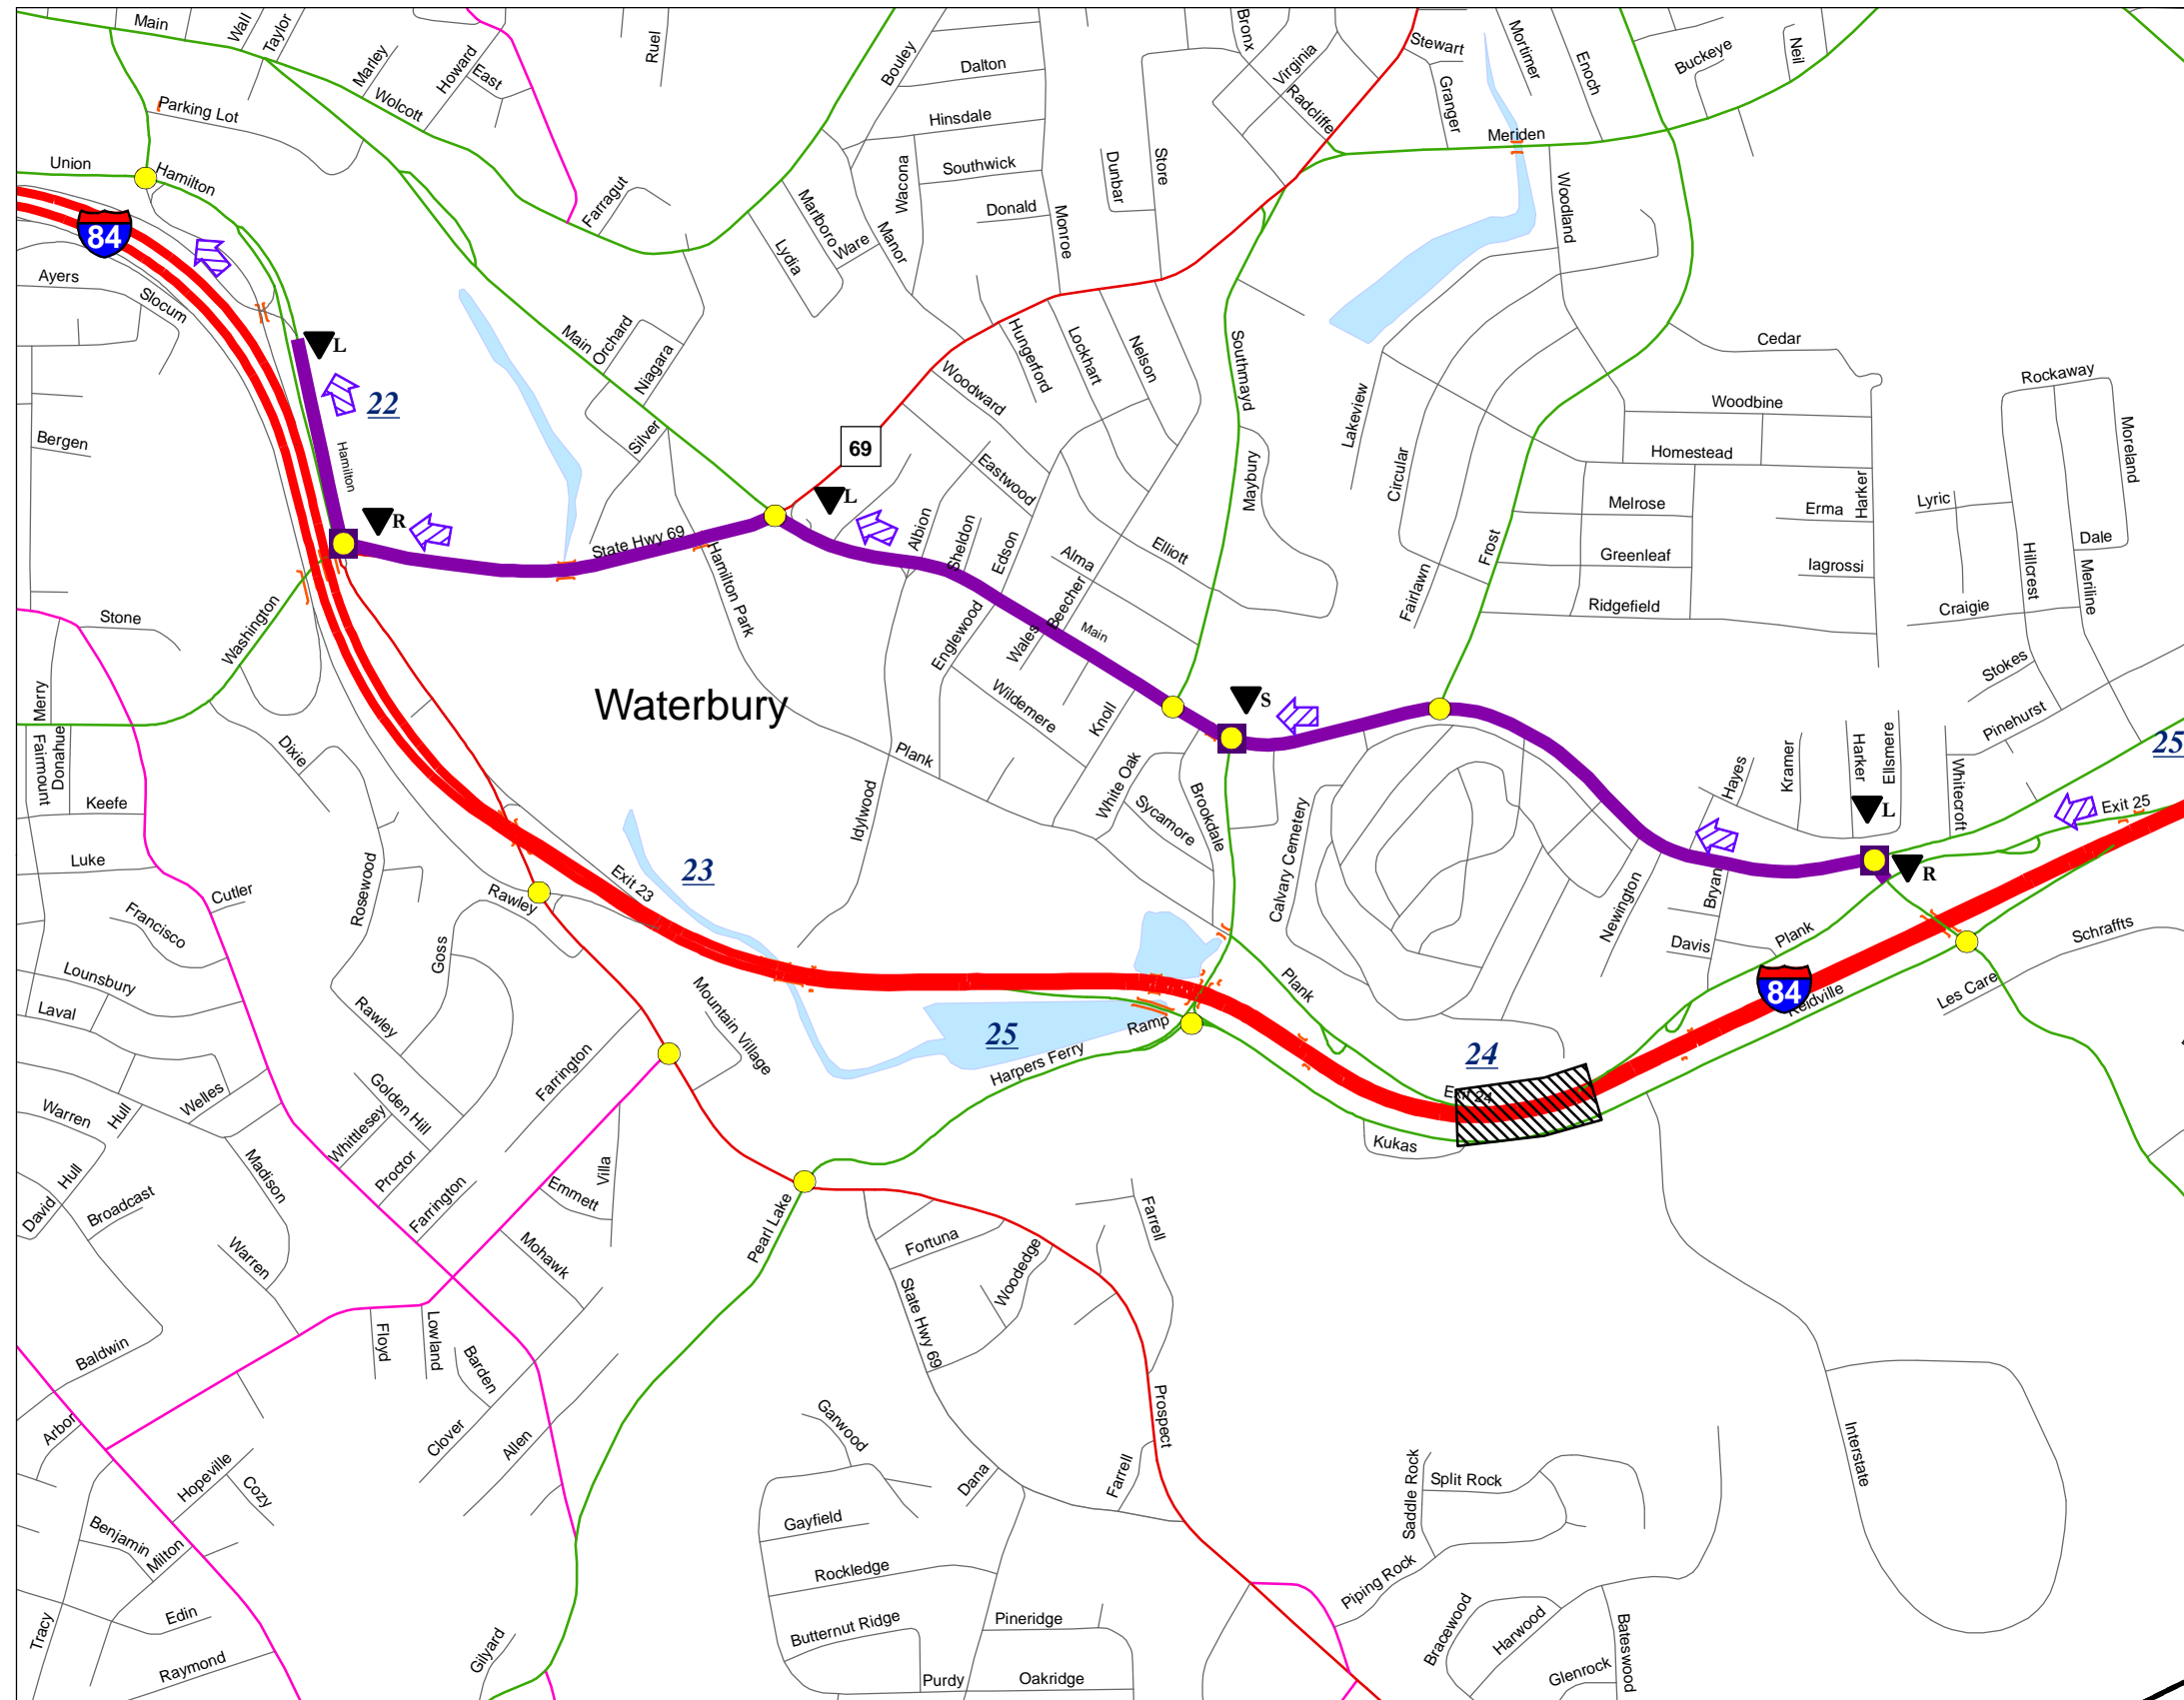 Main
Wall
Taylor
Marley
Howard
East
Wolcott
Ruel
Bouley
Dalton
Bronx
Virginia
Radcliffe
Stewart
Granger
Mortimer
Enoch
Buckeye
Neil
Parking Lot
Hinsdale
Meriden
Union
Hamilton
Southwick
Wacona
Dunbar
Store
Farragut
Marlboro
Ware
Manor
Lydia
Donald
Monroe
Woodland
84
Ayers
Slocum
Main
Orchard
Niagara
Silver
Hungerford
Lockhart
Nelson
Southmayd
Cedar
L
22
Hamilton
Bergen
69
L
Woodward
Eastwood
Lakeview
Circular
Maybury
Woodbine
Homestead
Rockaway
Moreland
Melrose
Erma
Harker
Lyric
R
State Hwy 69
Hamilton Park
Albion
Sheldon
Edson
Alma
Elliott
Frost
Fairlawn
Greenleaf
Iagrossi
Dale
Hillcrest
Meriline
Ridgefield
Craigie
Stone
Washington
Englewood
Wales
Beecher
Main
Stokes
Merry
Waterbury
Wildemere
Knoll
S
Pinehurst
25
Fairmount
Donahue
Dixie
Plank
White Oak
Sycamore
Brookdale
Hayes
Kramer
Harker
Ellsmere
Whitecroft
Keefe
Idylwood
Calvary Cemetery
L
Exit 25
Luke
Rosewood
Exit 23
23
Rawley
R
Cutler
Francisco
Goss
Newington
Bryan
Davis
Plank
Schraffts
Lounsbury
Laval
Rawley
Mountain Village
Plank
84
Reidville
Les Care
25
Ramp
Harpers Ferry
24
Exit 24
Kukas
Farrington
Golden Hill
Welles
Warren
Hull
Whittlesey
Proctor
Hull
Madison
David
Broadcast
Farrington
Emmett
Villa
Pearl Lake
Farrell
Warren
Mohawk
Fortuna
Woodedge
State Hwy 69
Baldwin
Floyd
Lowland
Barden
Prospect
Interstate
Arbor
Clover
Allen
Garwood
Dana
Farrell
Saddle Rock
Split Rock
Hopeville
Cozy
Benjamin
Milton
Gayfield
Rockledge
Piping Rock
Tracy
Edin
Butternut Ridge
Pineridge
Bracewood
Harwood
Bateswood
Raymond
Gilyard
Purdy
Oakridge
Glenrock